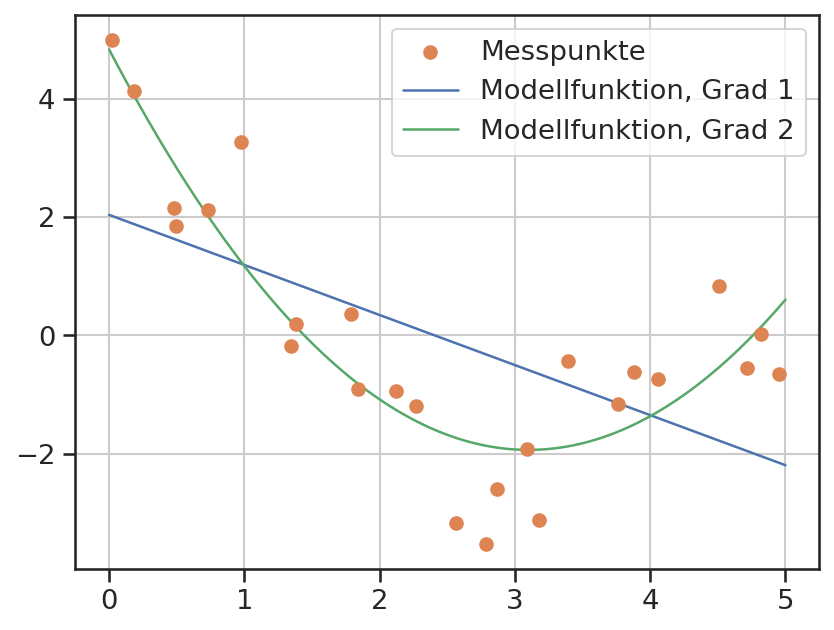 Messpunkte
Modellfunktion, Grad 1
Modellfunktion, Grad 2
4
2
0
−2
0 1 2 3 4 5